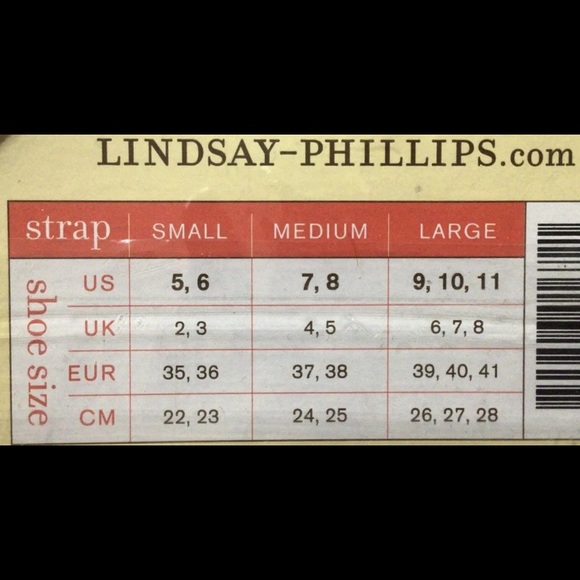 LINDSAY-PHILLIPS.com
strap SMALL MEDIUM LARGE
shoe size
US 5, 6 7, 8 9, 10, 11
UK 2, 3 4, 5 6, 7, 8
EUR 35, 36 37, 38 39, 40, 41
CM 22, 23 24, 25 26, 27, 28